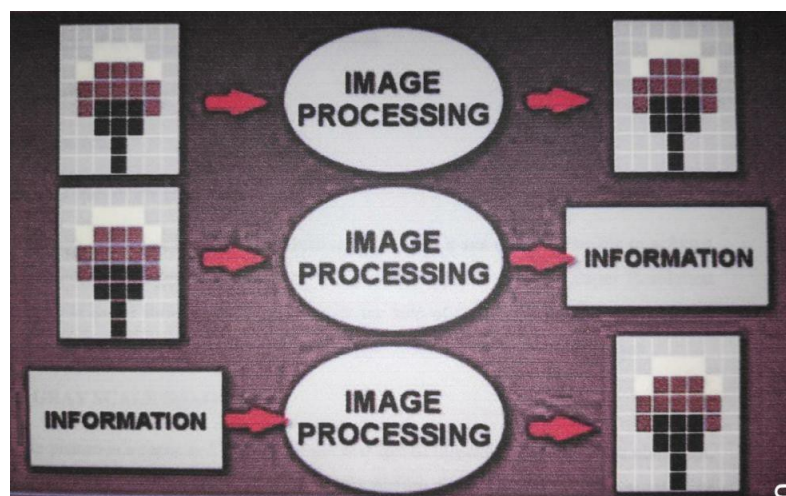 IMAGE
PROCESSING
IMAGE
PROCESSING
INFORMATION
INFORMATION
IMAGE
PROCESSING